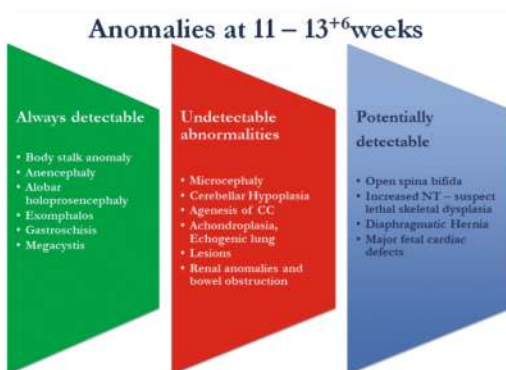 Anomalies at 11 – 13+6weeks
Always detectable
• Body stalk anomaly
• Anencephaly
• Alobar
holoprosencephaly
• Exomphalos
• Gastroschisis
• Megacystis
Undetectable
abnormalities
• Microcephaly
• Cerebellar Hypoplasia
• Agenesis of CC
• Achondroplasia,
Echogenic lung
• Lesions
• Renal anomalies and
bowel obstruction
Potentially
detectable
• Open spina bifida
• Increased NT – suspect
lethal skeletal dysplasia
• Diaphragmatic Hernia
• Major fetal cardiac
defects